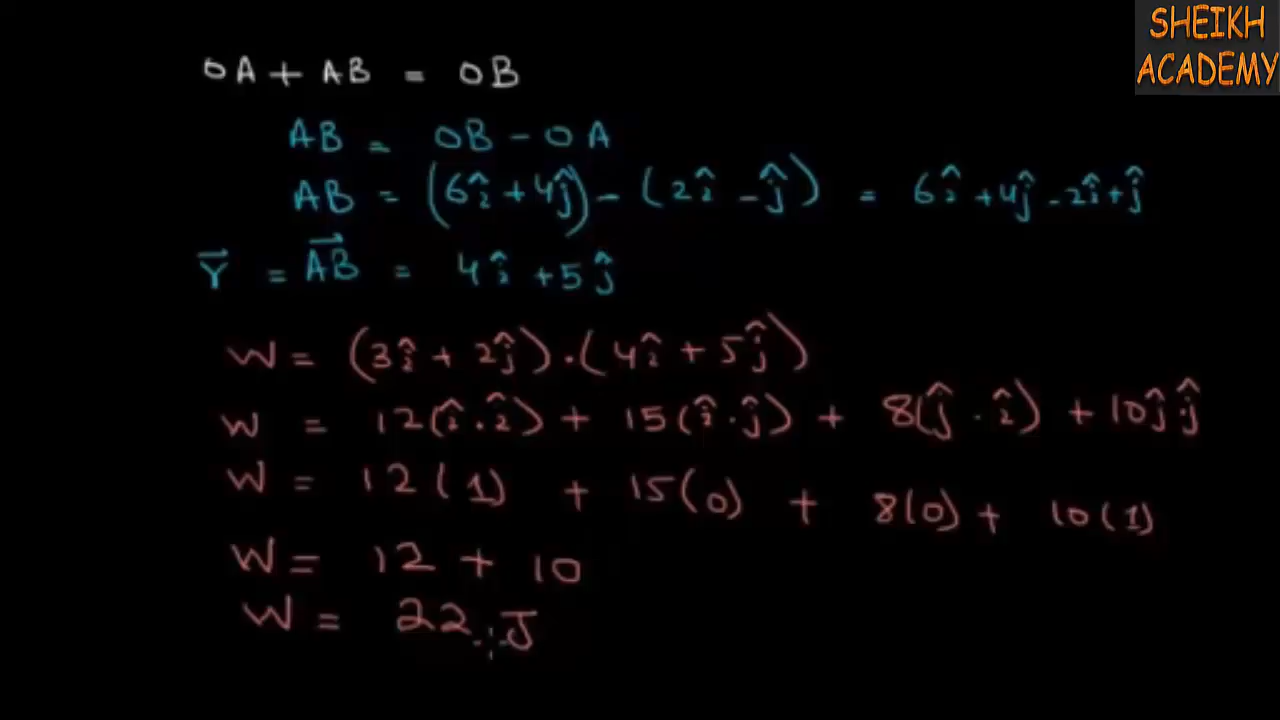 SHEIKH
ACADEMY
OA + AB = OB
AB = OB - OA
AB = (6î + 4ĵ) - (2î - ĵ) = 6î + 4ĵ - 2î + ĵ
Y⃗ = A⃗B⃗ = 4î + 5ĵ
W = (3î + 2ĵ) . (4î + 5ĵ)
W = 12(î . î) + 15(î . ĵ) + 8(ĵ . î) + 10ĵ.ĵ
W = 12(1) + 15(0) + 8(0) + 10(1)
W = 12 + 10
W = 22 J